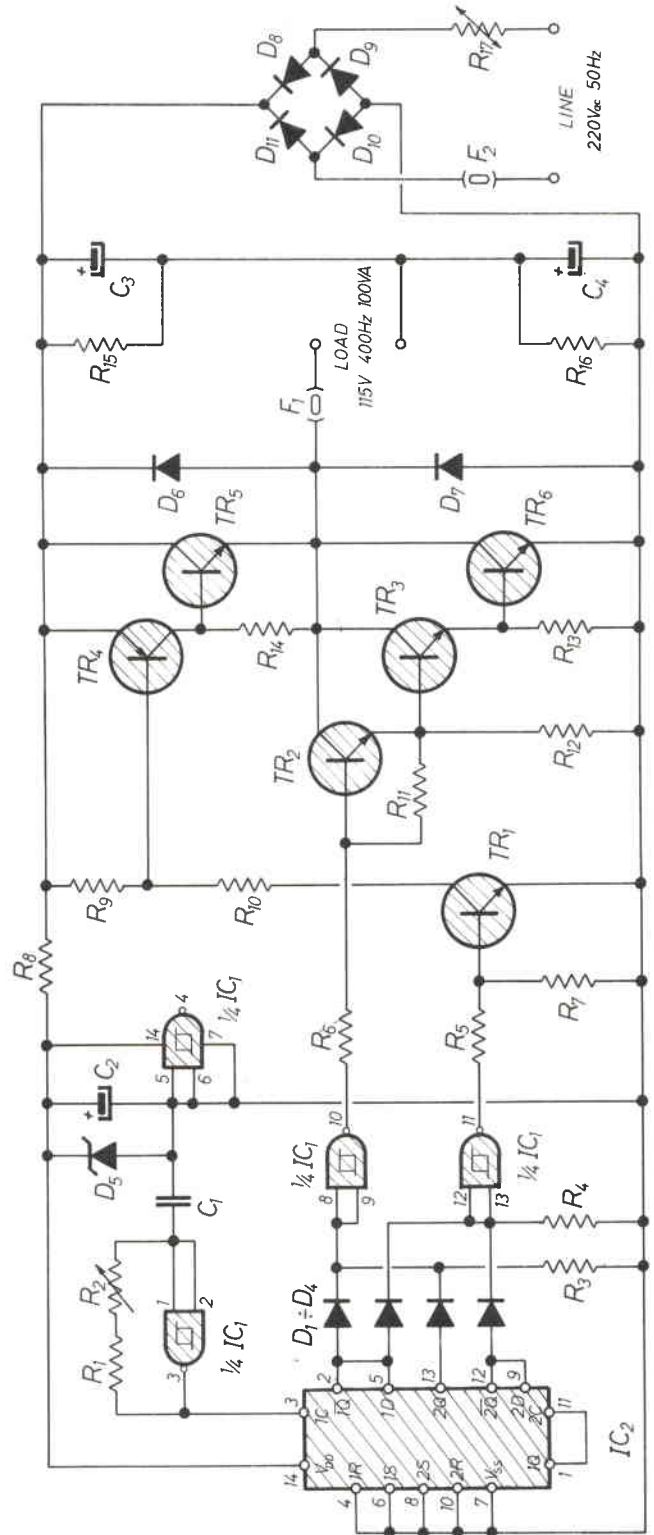 R8
R9
R10
R15
C3
+
D6
D11
D8
D10
D9
R17
F2
LINE
220Vac 50Hz
D5
C2
+
14
4
5
6
7
¼ IC1
TR4
TR5
R14
F1
LOAD
115V 400Hz 100VA
R1
R2
C1
1
2
3
¼ IC1
R6
R11
TR2
TR3
TR6
D7
R12
R13
R16
C4
+
D1÷D4
8
9
10
¼ IC1
12
13
11
¼ IC1
R5
R7
TR1
R3
R4
14 VDD
3 1C
2 1Q̅
5 1D
13 2Q
12 2Q̅
9 2D
11 2C
1 1Q
4 1R
6 1S
8 2S
10 2R
7 VSS
IC2